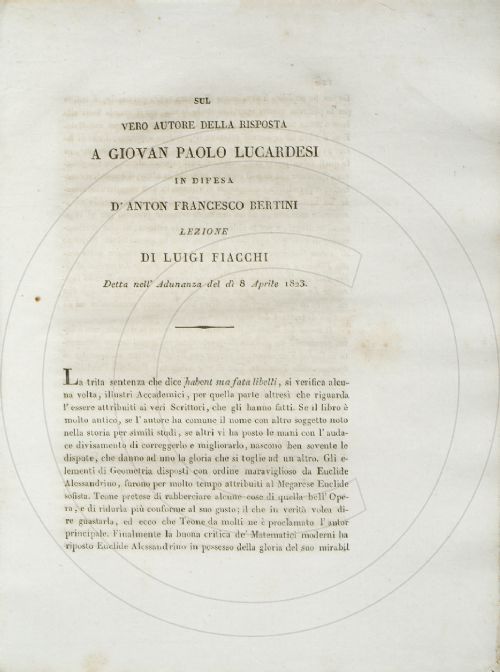 SUL
VERO AUTORE DELLA RISPOSTA
A GIOVAN PAOLO LUCARDESI
IN DIFESA
D' ANTON FRANCESCO BERTINI
LEZIONE
DI LUIGI FIACCHI
Detta nell' Adunanza del dì 8 Aprile 1823.
La trita sentenza che dice habent sua fata libelli, si verifica alcu-
na volta, illustri Accademici, per quella parte altresì che riguarda
l' essere attribuiti ai veri Scrittori, che gli hanno fatti. Se il libro è
molto antico, se l' autore ha comune il nome con altro soggetto noto
nella storia per simili studj, se altri vi ha posto le mani con l' auda-
ce divisamento di correggerlo e migliorarlo, nascono ben sovente le
dispute, che danno ad uno la gloria che si toglie ad un altro. Gli e-
lementi di Geometria disposti con ordine maraviglioso da Euclide
Alessandrino, furono per molto tempo attribuiti al Megarese Euclide
sofista. Teone pretese di rabberciare alcune cose di quella bell' Ope-
ra, e di ridurla più conforme al suo gusto; il che in verità volea di-
re guastarla, ed ecco che Teone da molti ne è proclamato l' autor
principale. Finalmente la buona critica de' Matematici moderni ha
riposto Euclide Alessandrino in possesso della gloria del suo mirabil